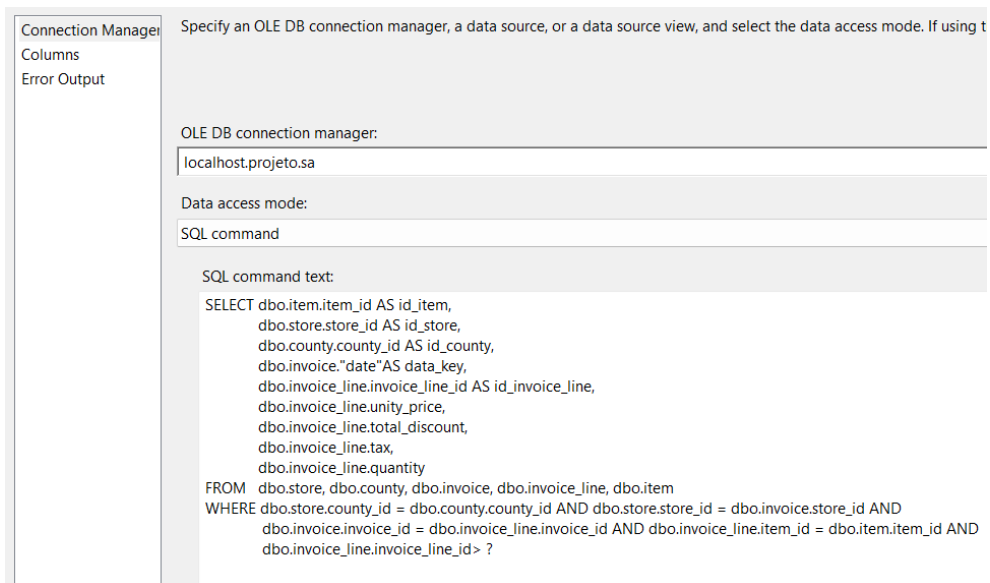 Connection Manager
Columns
Error Output
Specify an OLE DB connection manager, a data source, or a data source view, and select the data access mode. If using t
OLE DB connection manager:
localhost.projeto.sa
Data access mode:
SQL command
SQL command text:
SELECT dbo.item.item_id AS id_item,
dbo.store.store_id AS id_store,
dbo.county.county_id AS id_county,
dbo.invoice."date"AS data_key,
dbo.invoice_line.invoice_line_id AS id_invoice_line,
dbo.invoice_line.unity_price,
dbo.invoice_line.total_discount,
dbo.invoice_line.tax,
dbo.invoice_line.quantity
FROM dbo.store, dbo.county, dbo.invoice, dbo.invoice_line, dbo.item
WHERE dbo.store.county_id = dbo.county.county_id AND dbo.store.store_id = dbo.invoice.store_id AND
dbo.invoice.invoice_id = dbo.invoice_line.invoice_id AND dbo.invoice_line.item_id = dbo.item.item_id AND
dbo.invoice_line.invoice_line_id> ?